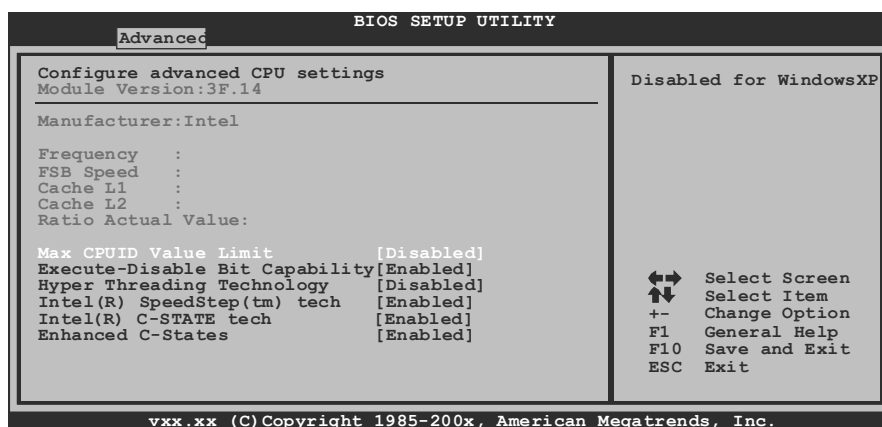 BIOS SETUP UTILITY
Advanced
Configure advanced CPU settings
Module Version:3F.14
Manufacturer:Intel
Frequency :
FSB Speed :
Cache L1 :
Cache L2 :
Ratio Actual Value:
Max CPUID Value Limit [Disabled]
Execute-Disable Bit Capability[Enabled]
Hyper Threading Technology [Disabled]
Intel(R) SpeedStep(tm) tech [Enabled]
Intel(R) C-STATE tech [Enabled]
Enhanced C-States [Enabled]
Disabled for WindowsXP
Select Screen
Select Item
+- Change Option
F1 General Help
F10 Save and Exit
ESC Exit
vxx.xx (C)Copyright 1985-200x, American Megatrends, Inc.